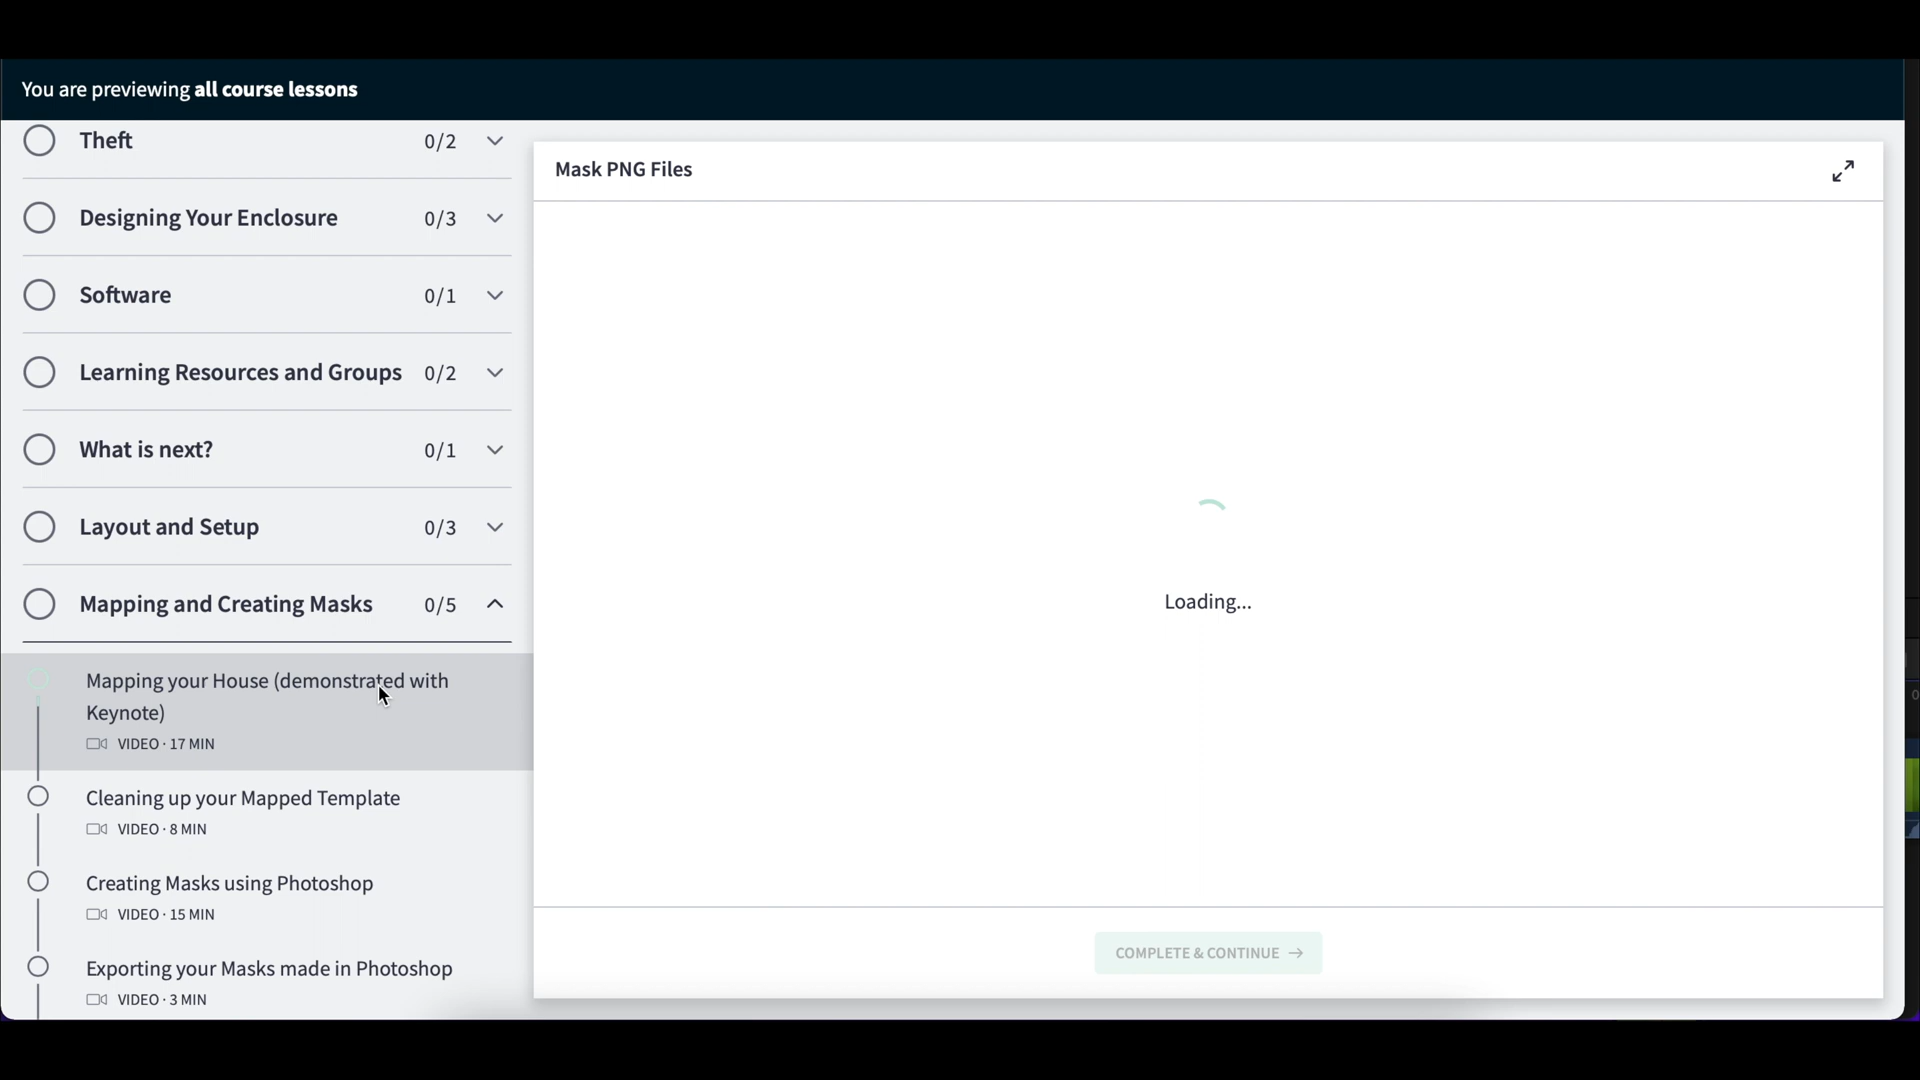 You are previewing all course lessons
Theft 0/2
Designing Your Enclosure 0/3
Software 0/1
Learning Resources and Groups 0/2
What is next? 0/1
Layout and Setup 0/3
Mapping and Creating Masks 0/5
Mapping your House (demonstrated with
Keynote)
VIDEO · 17 MIN
Cleaning up your Mapped Template
VIDEO · 8 MIN
Creating Masks using Photoshop
VIDEO · 15 MIN
Exporting your Masks made in Photoshop
VIDEO · 3 MIN
Mask PNG Files
Loading...
COMPLETE & CONTINUE →